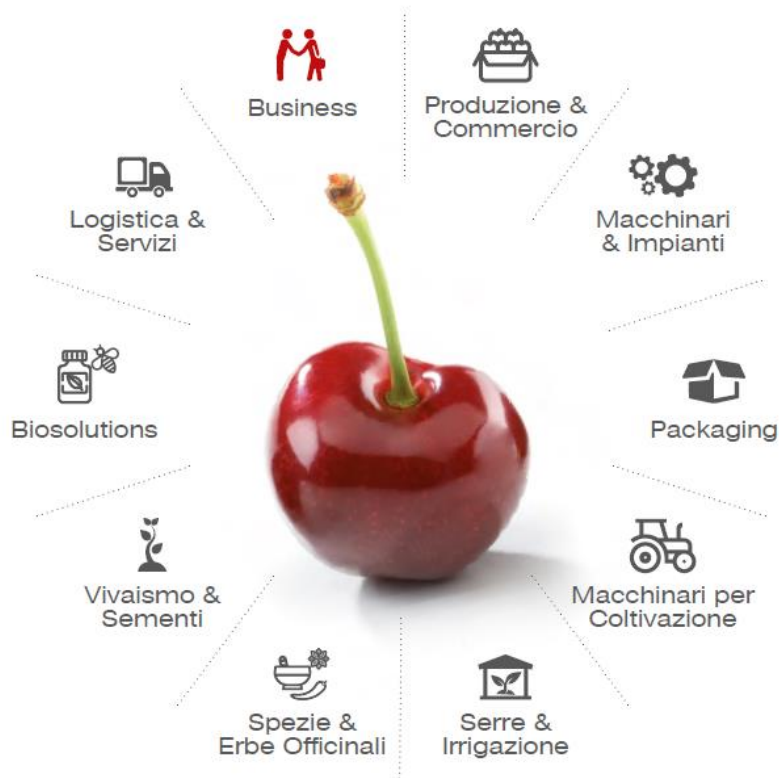 Business
Produzione &
Commercio
Logistica &
Servizi
Macchinari
& Impianti
Biosolutions
Packaging
Vivaismo &
Sementi
Macchinari per
Coltivazione
Spezie &
Erbe Officinali
Serre &
Irrigazione